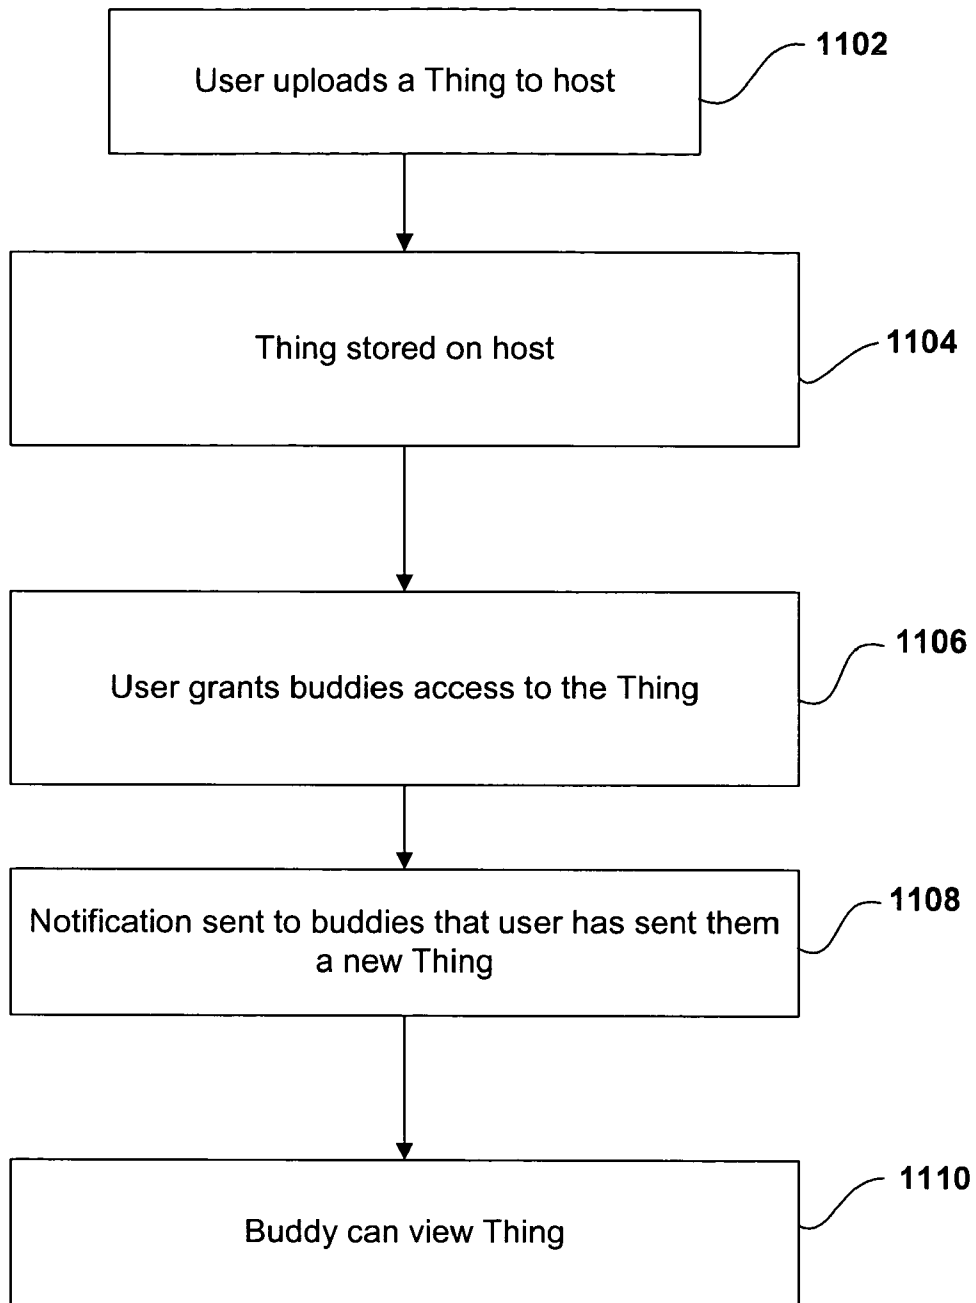 User uploads a Thing to host
1102
Thing stored on host
1104
User grants buddies access to the Thing
1106
Notification sent to buddies that user has sent them
a new Thing
1108
Buddy can view Thing
1110